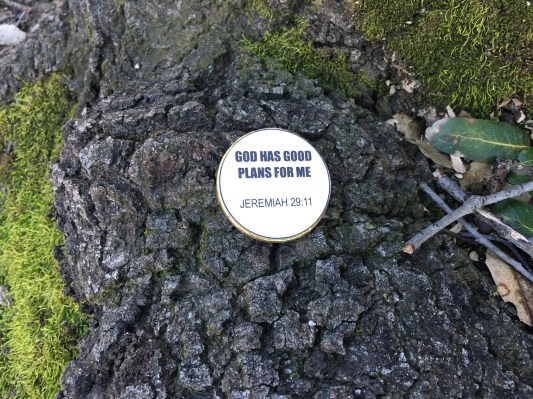 GOD HAS GOOD
PLANS FOR ME
JEREMIAH 29:11